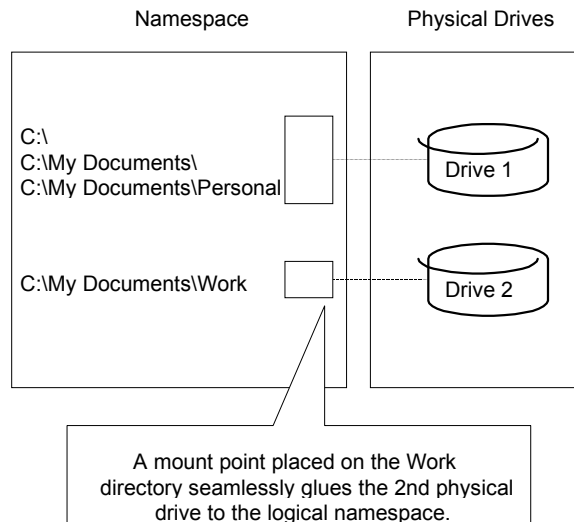 Namespace
Physical Drives
C:\
C:\My Documents\
C:\My Documents\Personal
Drive 1
C:\My Documents\Work
Drive 2
A mount point placed on the Work
directory seamlessly glues the 2nd physical
drive to the logical namespace.